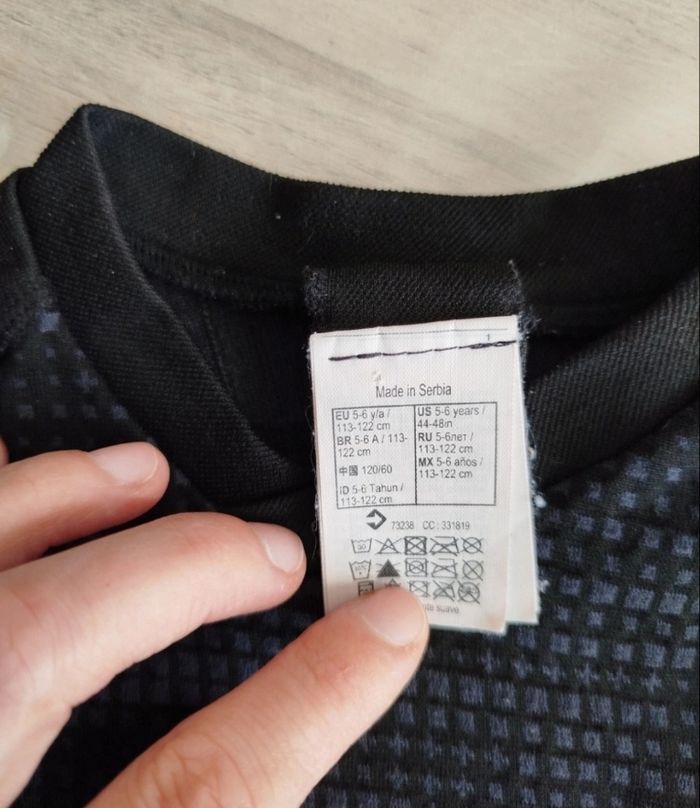 Made in Serbia
EU 5-6 y/a /
113-122 cm
BR 5-6 A / 113-
122 cm
中国 120/60
ID 5-6 Tahun /
113-122 cm
US 5-6 years /
44-48in
RU 5-6лет /
113-122 cm
MX 5-6 años /
113-122 cm
73238 CC : 331819
30
suave